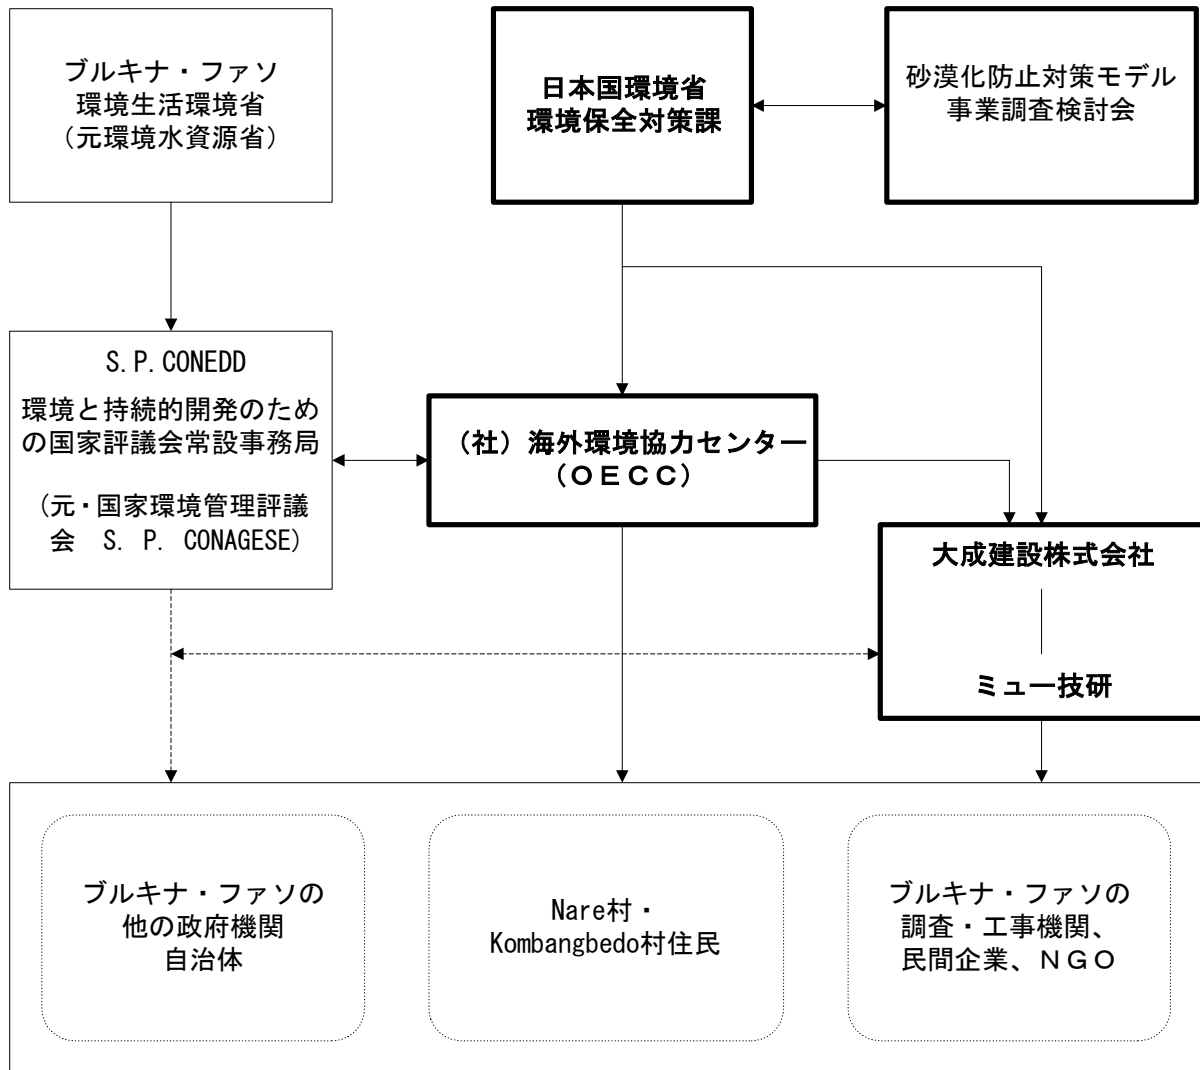 ブルキナ・ファソ
環境生活環境省
（元環境水資源省）
日本国環境省
環境保全対策課
砂漠化防止対策モデル
事業調査検討会
S.P.CONEDD
環境と持続的開発のため
の国家評議会常設事務局
（元・国家環境管理評議
会　S. P. CONAGESE）
（社）海外環境協力センター
（ＯＥＣＣ）
大成建設株式会社
ミュー技研
ブルキナ・ファソの
他の政府機関
自治体
Nare村・
Kombangbedo村住民
ブルキナ・ファソの
調査・工事機関、
民間企業、ＮＧＯ